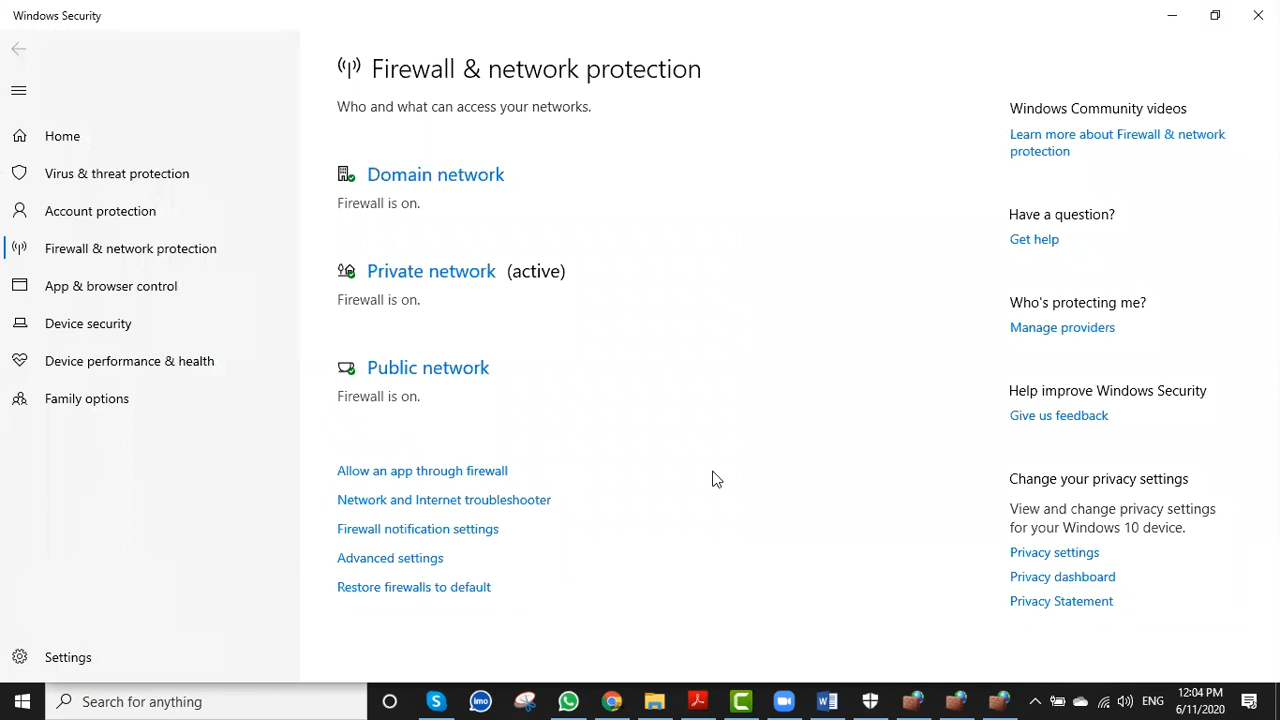 Windows Security
Home
Virus & threat protection
Account protection
Firewall & network protection
App & browser control
Device security
Device performance & health
Family options
Settings
Firewall & network protection
Who and what can access your networks.
Domain network
Firewall is on.
Private network (active)
Firewall is on.
Public network
Firewall is on.
Allow an app through firewall
Network and Internet troubleshooter
Firewall notification settings
Advanced settings
Restore firewalls to default
Windows Community videos
Learn more about Firewall & network
protection
Have a question?
Get help
Who's protecting me?
Manage providers
Help improve Windows Security
Give us feedback
Change your privacy settings
View and change privacy settings
for your Windows 10 device.
Privacy settings
Privacy dashboard
Privacy Statement
Search for anything
imo
ENG
12:04 PM
6/11/2020